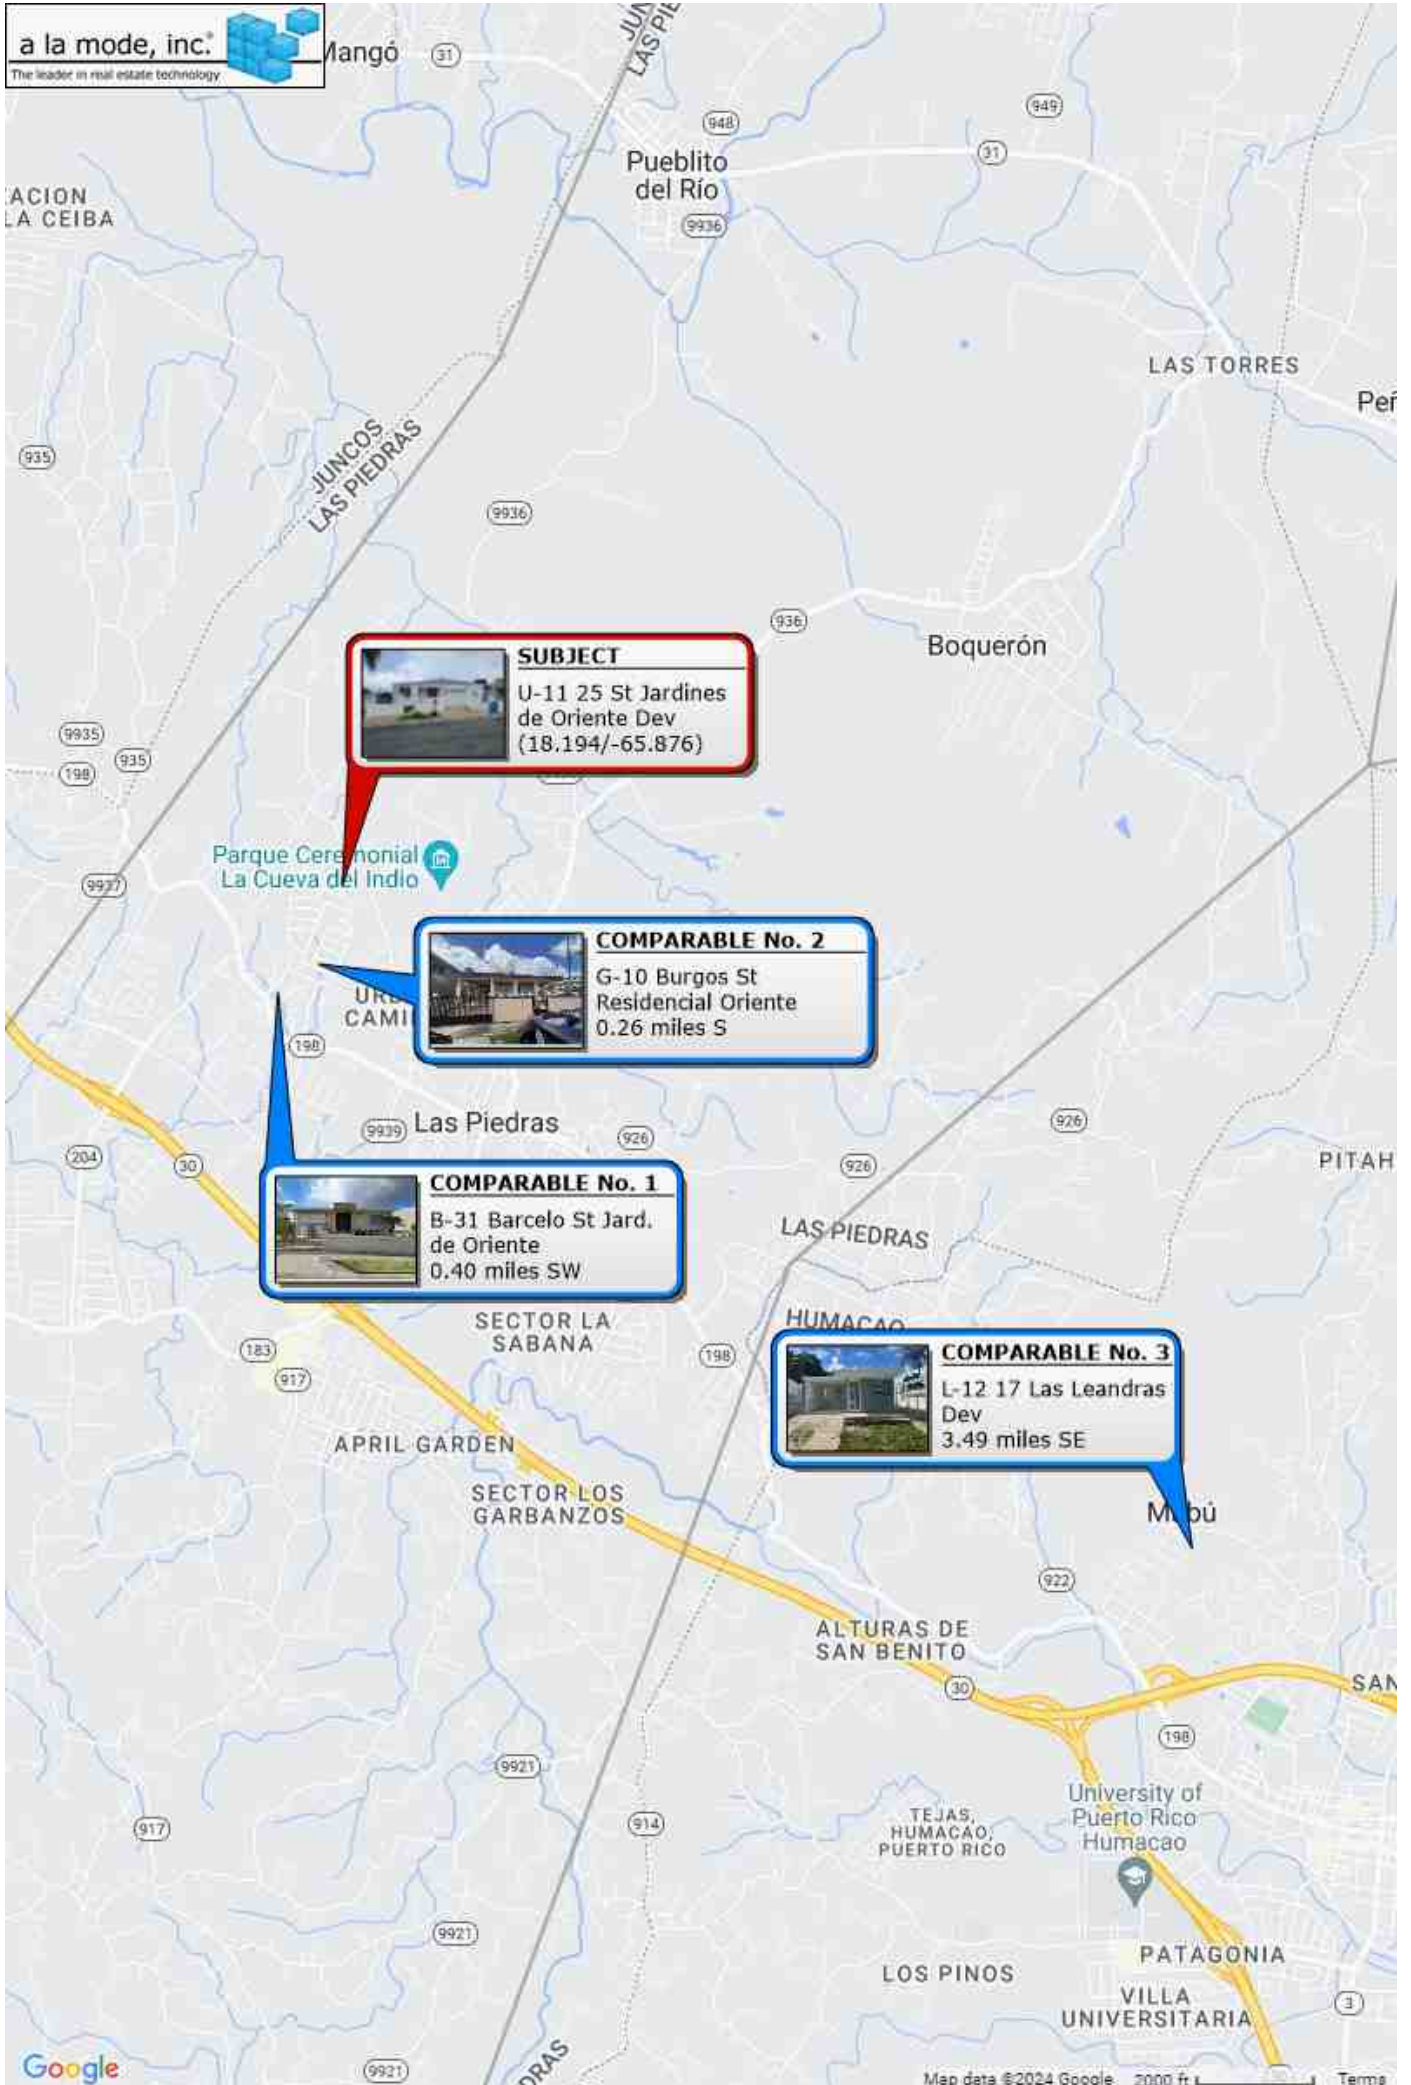 a la mode, inc.
The leader in real estate technology
Mangó
31
949
948
Pueblito
del Río
31
9936
LA CEIBA
LAS TORRES
935
JUNCOS
LAS PIEDRAS
9936
936
Boquerón
SUBJECT
U-11 25 St Jardines
de Oriente Dev
(18.194/-65.876)
9935
935
198
Parque Ceremonial
La Cueva del Indio
9937
COMPARABLE No. 2
G-10 Burgos St
Residencial Oriente
0.26 miles S
198
9939
Las Piedras
926
926
926
204
30
COMPARABLE No. 1
B-31 Barcelo St Jard.
de Oriente
0.40 miles SW
LAS PIEDRAS
HUMACAO
SECTOR LA
SABANA
183
917
198
COMPARABLE No. 3
L-12 17 Las Leandras
Dev
3.49 miles SE
APRIL GARDEN
SECTOR LOS
GARBANZOS
922
ALTURAS DE
SAN BENITO
30
SAN
198
9921
University of
Puerto Rico
Humacao
TEJAS,
HUMACAO,
PUERTO RICO
917
914
9921
PATAGONIA
LOS PINOS
VILLA
UNIVERSITARIA
3
Google
9921
Map data ©2024 Google
2000 ft
Terms